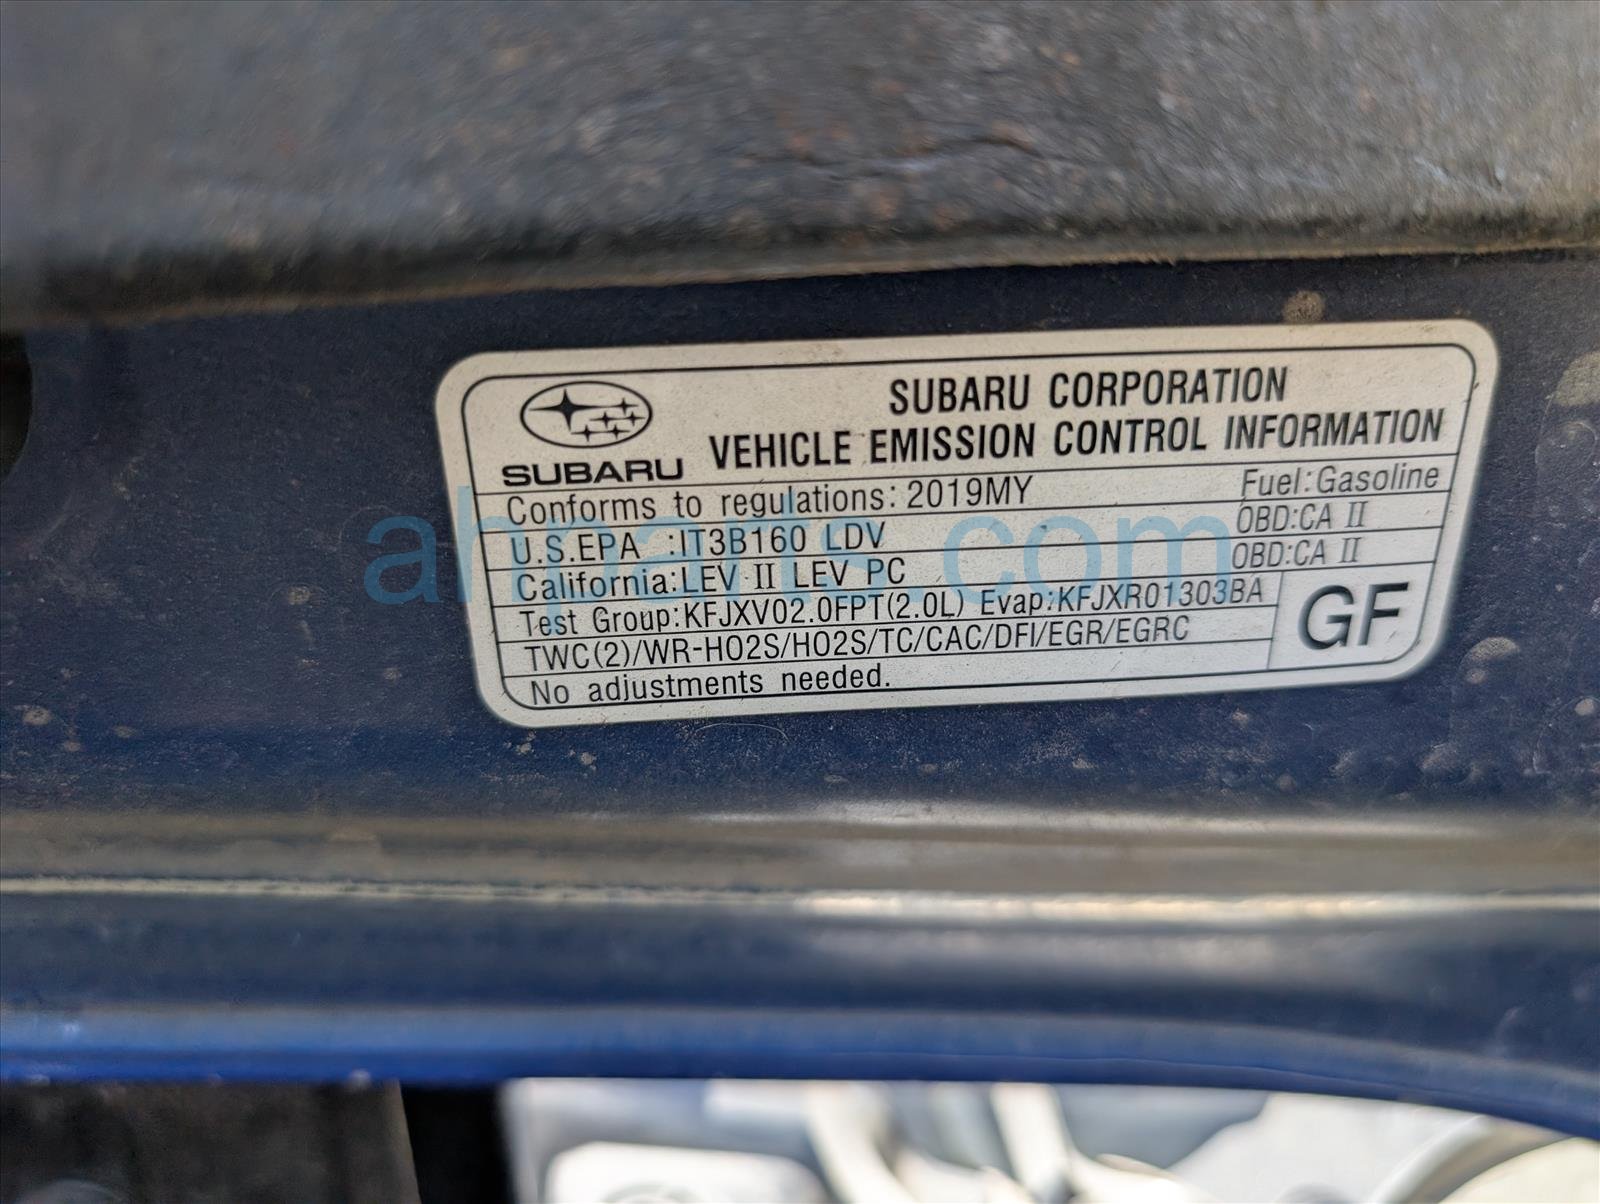 SUBARU CORPORATION
SUBARU VEHICLE EMISSION CONTROL INFORMATION
Conforms to regulations: 2019MY Fuel:Gasoline
U.S.EPA :IT3B160 LDV OBD:CA II
California:LEV II LEV PC OBD:CA II
Test Group:KFJXV02.0FPT(2.0L) Evap:KFJXR01303BA
TWC(2)/WR-HO2S/HO2S/TC/CAC/DFI/EGR/EGRC
GF
No adjustments needed.
ahparts.com